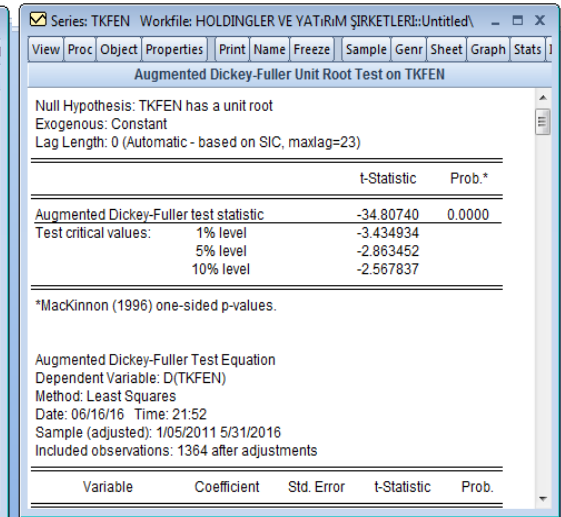 Series: TKFEN Workfile: HOLDINGLER VE YATıRıM ŞIRKETLERI::Untitled\
View Proc Object Properties Print Name Freeze Sample Genr Sheet Graph Stats
Augmented Dickey-Fuller Unit Root Test on TKFEN
Null Hypothesis: TKFEN has a unit root
Exogenous: Constant
Lag Length: 0 (Automatic - based on SIC, maxlag=23)
t-Statistic Prob.*
Augmented Dickey-Fuller test statistic -34.80740 0.0000
Test critical values: 1% level -3.434934
5% level -2.863452
10% level -2.567837
*MacKinnon (1996) one-sided p-values.
Augmented Dickey-Fuller Test Equation
Dependent Variable: D(TKFEN)
Method: Least Squares
Date: 06/16/16 Time: 21:52
Sample (adjusted): 1/05/2011 5/31/2016
Included observations: 1364 after adjustments
Variable Coefficient Std. Error t-Statistic Prob.